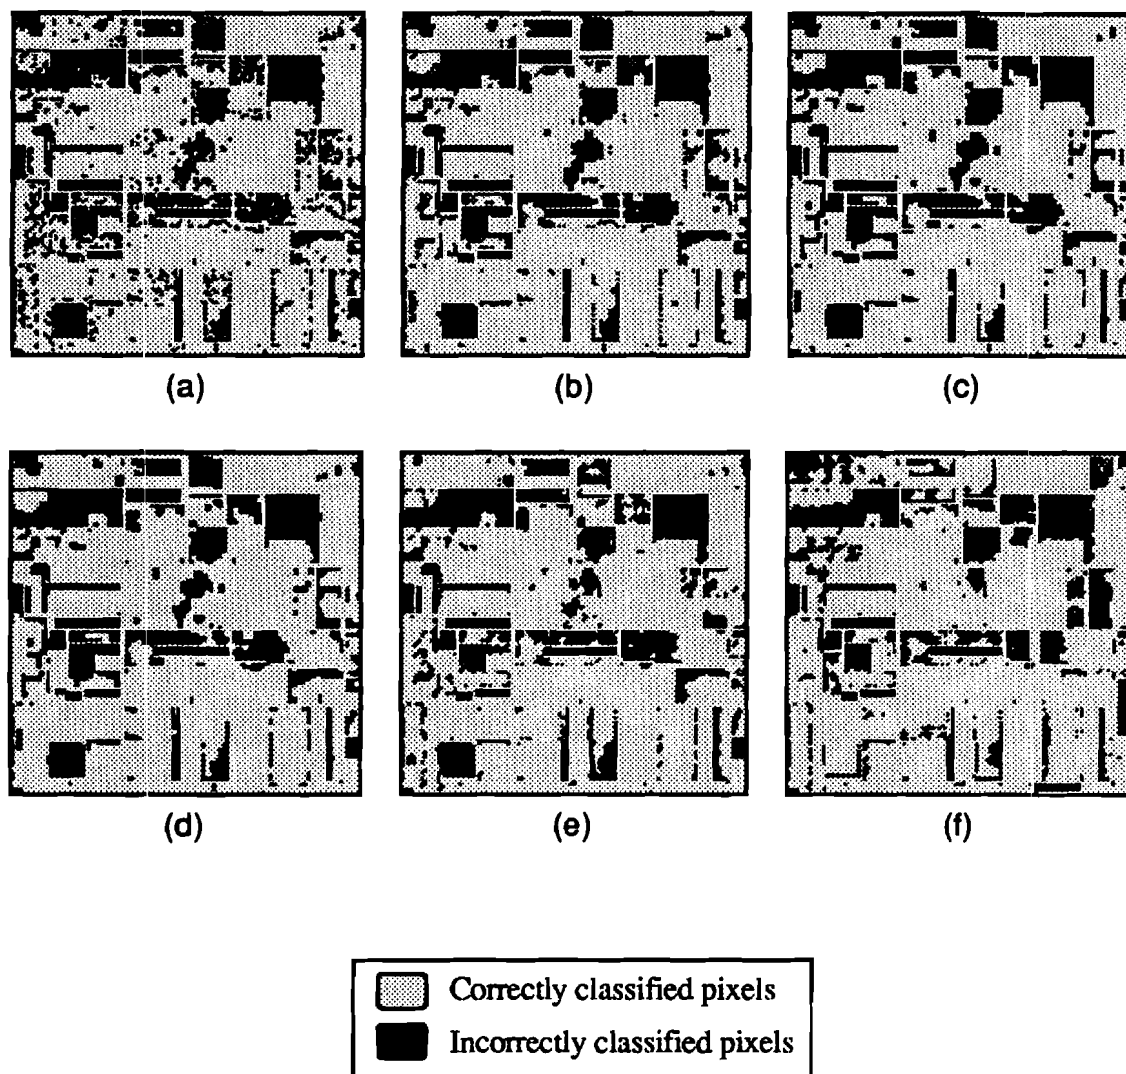 (a)
(b)
(c)
(d)
(e)
(f)
Correctly classified pixels
Incorrectly classified pixels